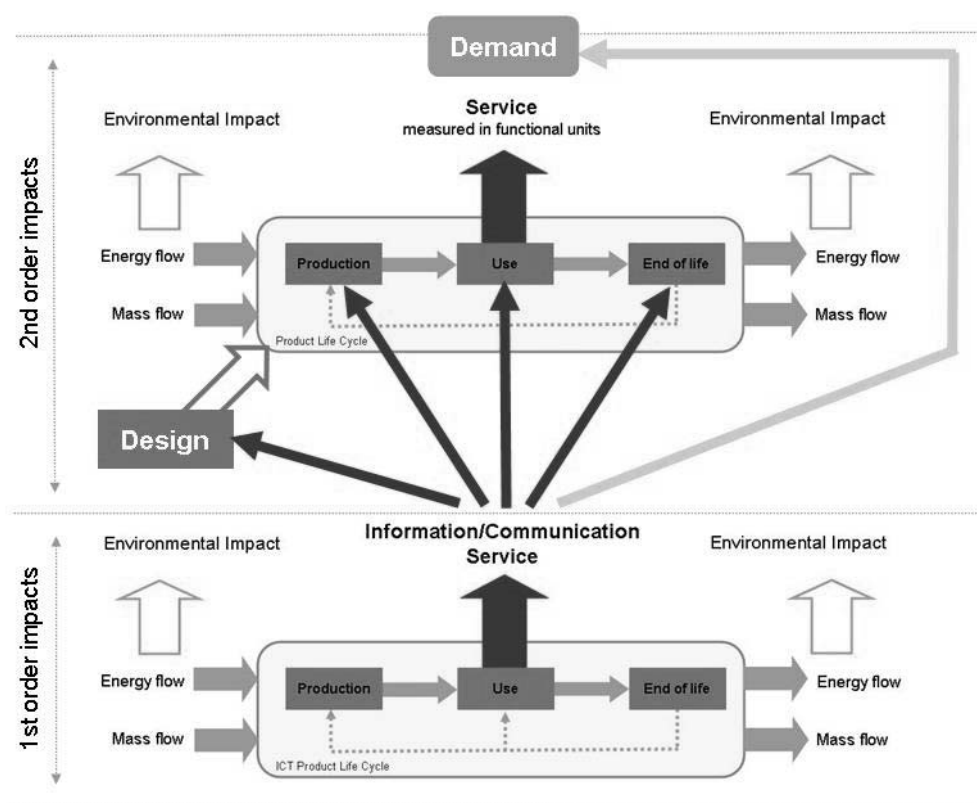 Demand
2nd order impacts
Environmental Impact
Service
measured in functional units
Environmental Impact
Energy flow
Mass flow
Production
Use
End of life
Product Life Cycle
Energy flow
Mass flow
Design
1st order impacts
Environmental Impact
Information/Communication
Service
Environmental Impact
Energy flow
Mass flow
Production
Use
End of life
ICT Product Life Cycle
Energy flow
Mass flow